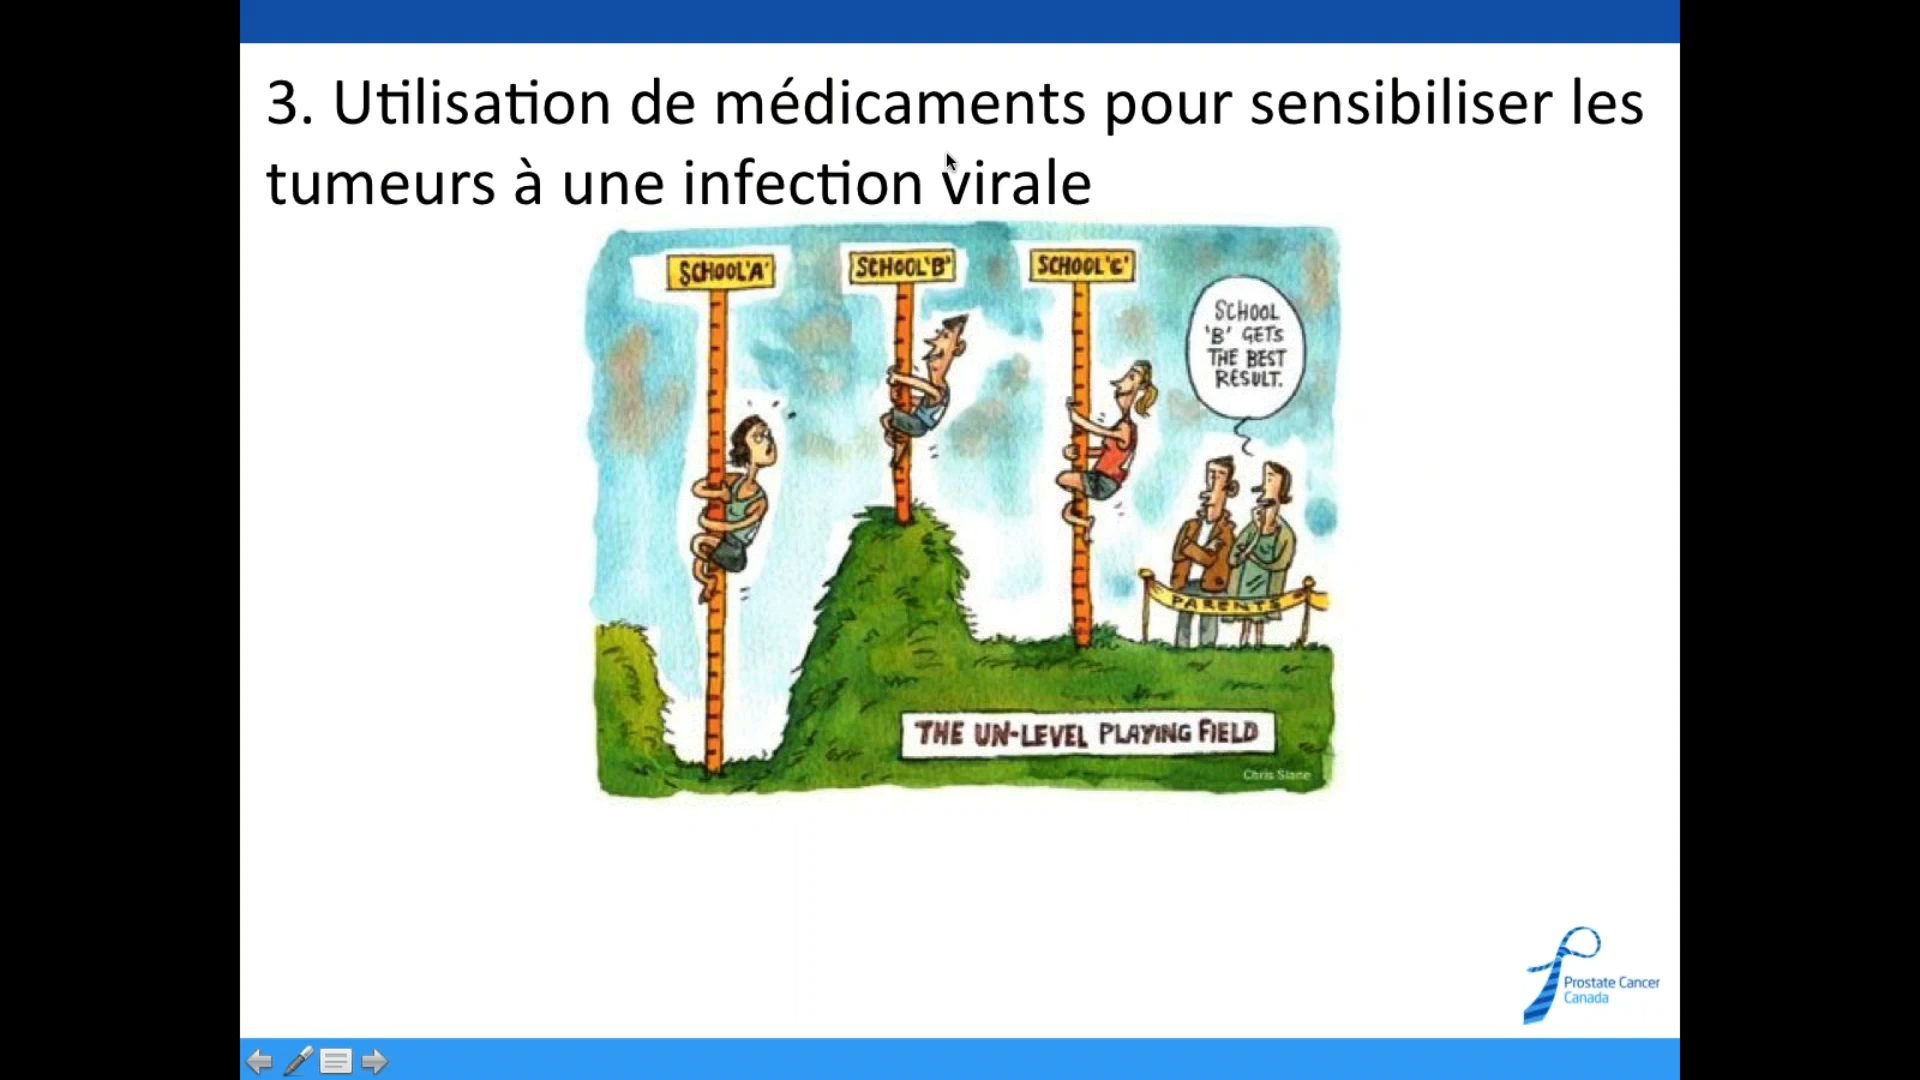 3. Utilisation de médicaments pour sensibiliser les
tumeurs à une infection virale
SCHOOL 'A'
SCHOOL 'B'
SCHOOL 'C'
SCHOOL
'B' GETS
THE BEST
RESULT.
PARENTS
THE UN-LEVEL PLAYING FIELD
Chris Slane
Prostate Cancer
Canada